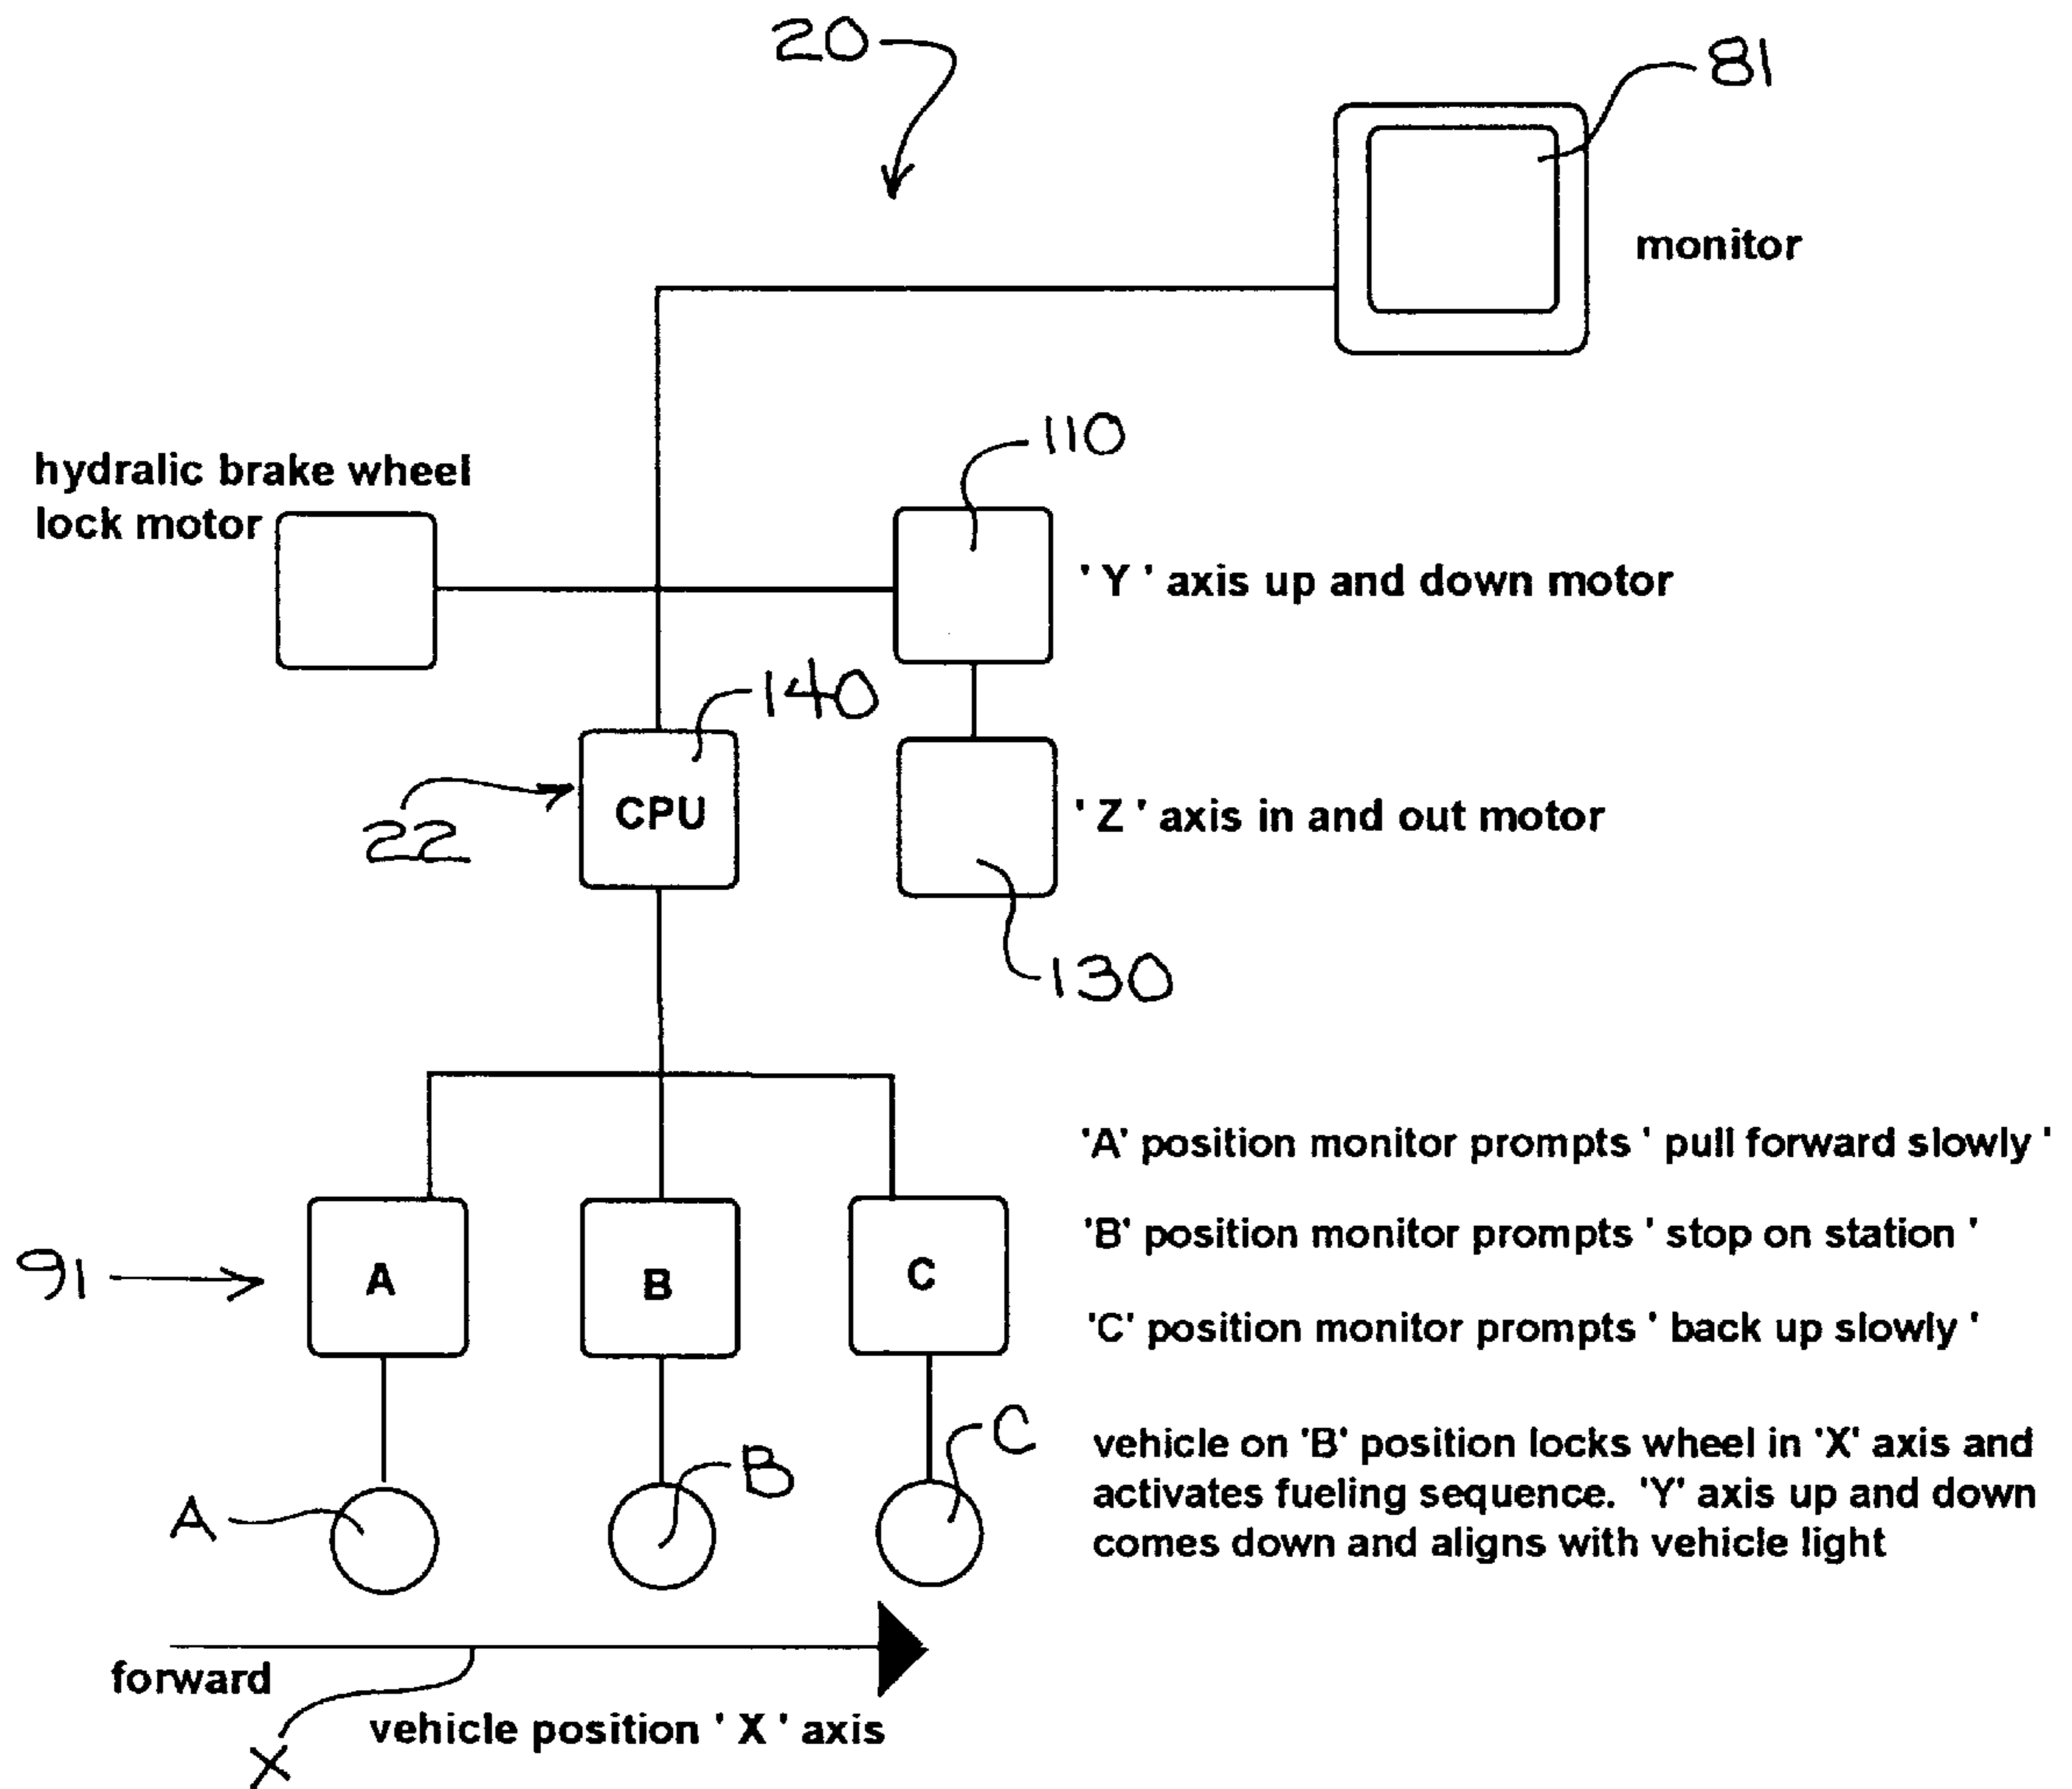 20
81
monitor
110
hydralic brake wheel
lock motor
' Y ' axis up and down motor
140
CPU
22
' Z ' axis in and out motor
130
'A' position monitor prompts ' pull forward slowly '
'B' position monitor prompts ' stop on station '
'C' position monitor prompts ' back up slowly '
91
A
B
C
vehicle on 'B' position locks wheel in 'X' axis and
activates fueling sequence. 'Y' axis up and down
comes down and aligns with vehicle light
A
B
C
forward
vehicle position ' X ' axis
X